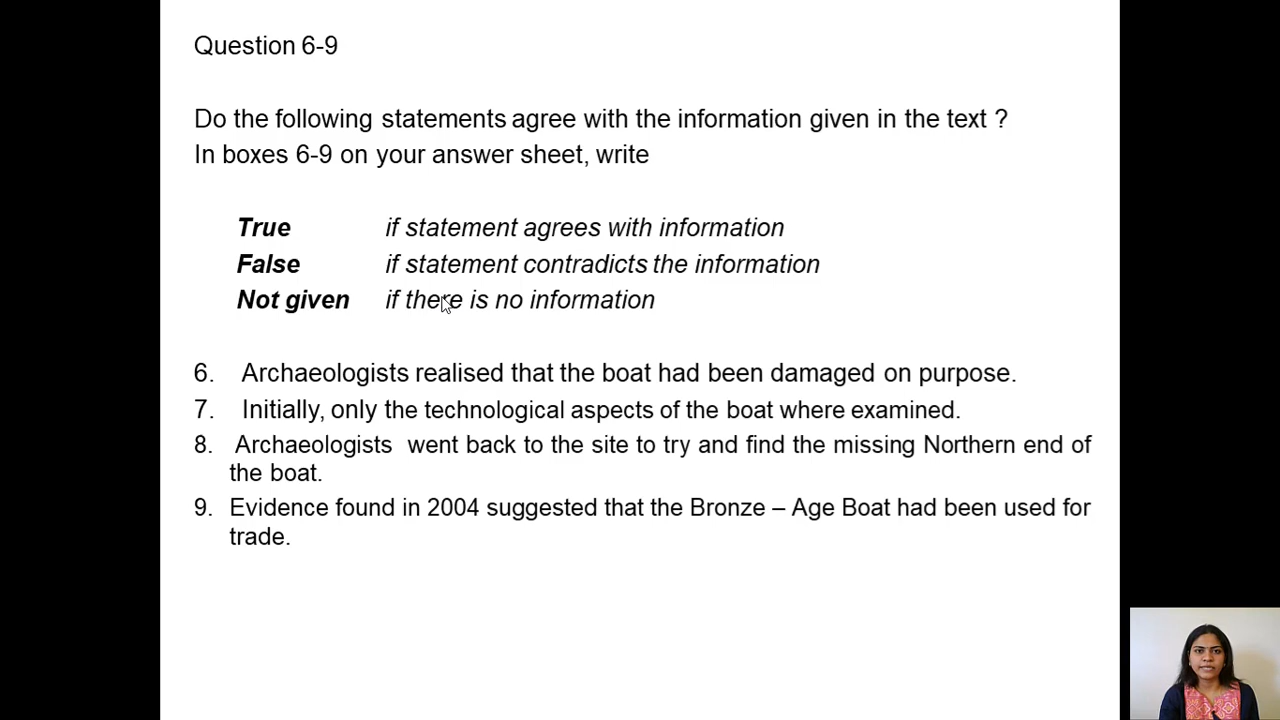 Question 6-9
Do the following statements agree with the information given in the text ?
In boxes 6-9 on your answer sheet, write
True if statement agrees with information
False if statement contradicts the information
Not given if there is no information
6. Archaeologists realised that the boat had been damaged on purpose.
7. Initially, only the technological aspects of the boat where examined.
8. Archaeologists went back to the site to try and find the missing Northern end of
the boat.
9. Evidence found in 2004 suggested that the Bronze – Age Boat had been used for
trade.